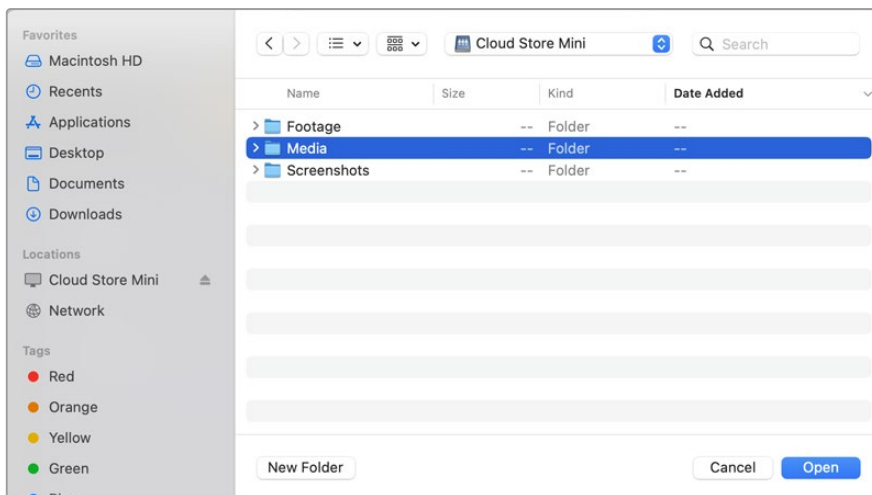 Favorites
Macintosh HD
Recents
Applications
Desktop
Documents
Downloads
Locations
Cloud Store Mini
Network
Tags
Red
Orange
Yellow
Green
Cloud Store Mini
Search
Name Size Kind Date Added
Footage -- Folder --
Media -- Folder --
Screenshots -- Folder --
New Folder Cancel Open